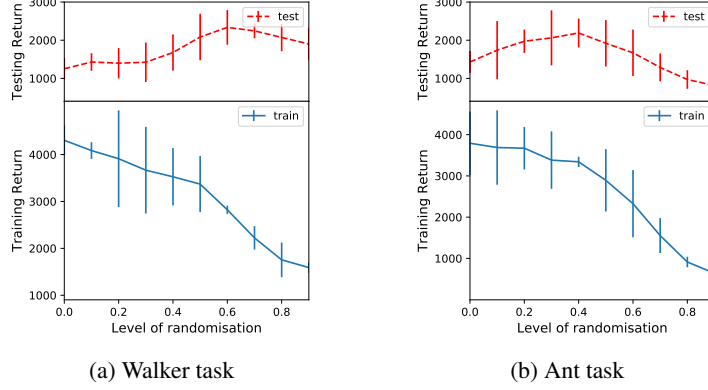 3000
2000
1000
Testing Return
test
4000
3000
2000
1000
Training Return
train
0.0 0.2 0.4 0.6 0.8
Level of randomisation
(a) Walker task
3000
2000
1000
Testing Return
test
4000
3000
2000
1000
Training Return
train
0.0 0.2 0.4 0.6 0.8
Level of randomisation
(b) Ant task